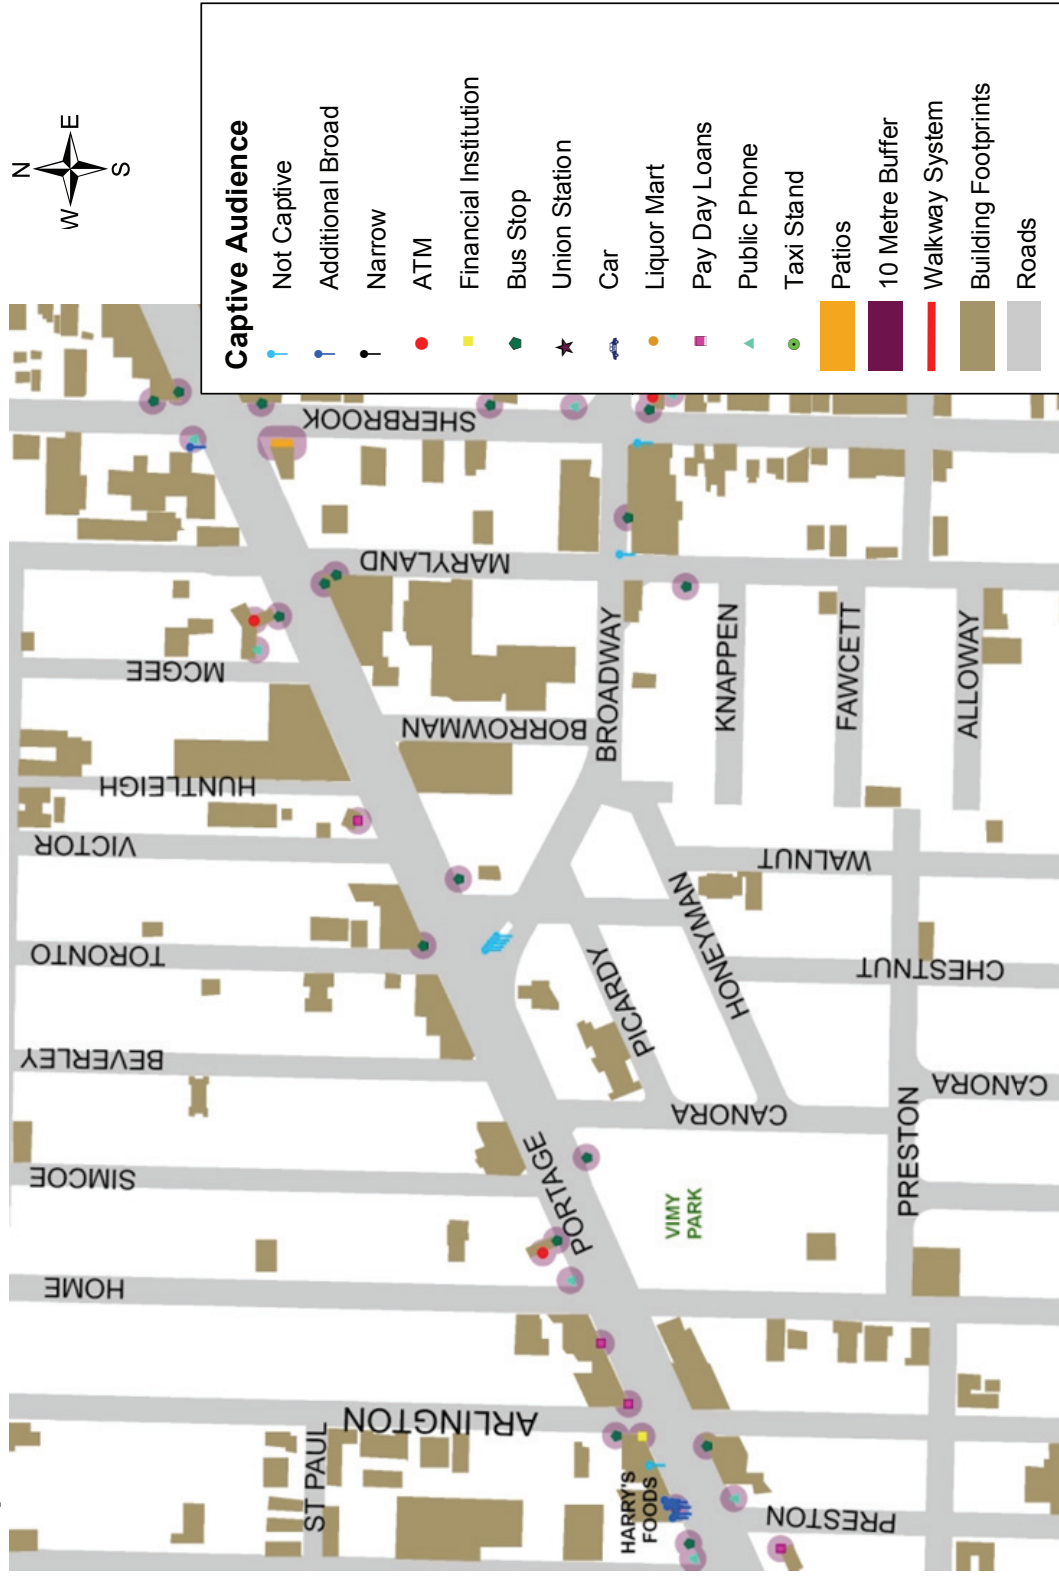 N
W E
S
Captive Audience
Not Captive
Additional Broad
Narrow
ATM
Financial Institution
Bus Stop
Union Station
Car
Liquor Mart
Pay Day Loans
Public Phone
Taxi Stand
Patios
10 Metre Buffer
Walkway System
Building Footprints
Roads
SHERBROOK
MARYLAND
MCGEE
BORROWMAN
BROADWAY
KNAPPEN
FAWCETT
ALLOWAY
HUNTLEIGH
VICTOR
WALNUT
HONEYMAN
TORONTO
CHESTNUT
PICARDY
BEVERLEY
CANORA
CANORA
PRESTON
SIMCOE
PORTAGE
VIMY
PARK
HOME
ARLINGTON
ST PAUL
HARRY'S
FOODS
PRESTON